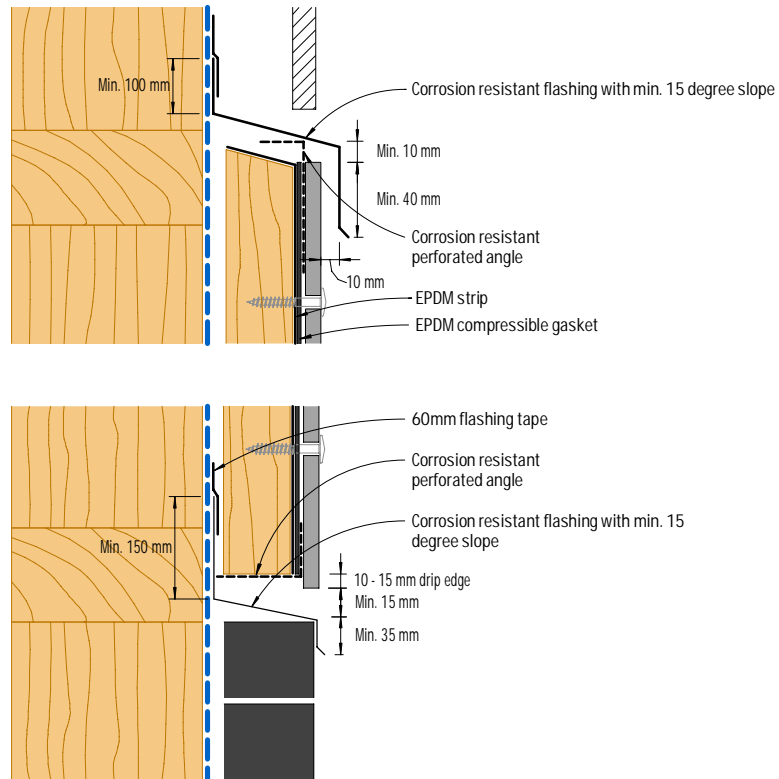 Min. 100 mm
Corrosion resistant flashing with min. 15 degree slope
Min. 10 mm
Min. 40 mm
Corrosion resistant
perforated angle
10 mm
EPDM strip
EPDM compressible gasket
60mm flashing tape
Corrosion resistant
perforated angle
Corrosion resistant flashing with min. 15
degree slope
Min. 150 mm
10 - 15 mm drip edge
Min. 15 mm
Min. 35 mm